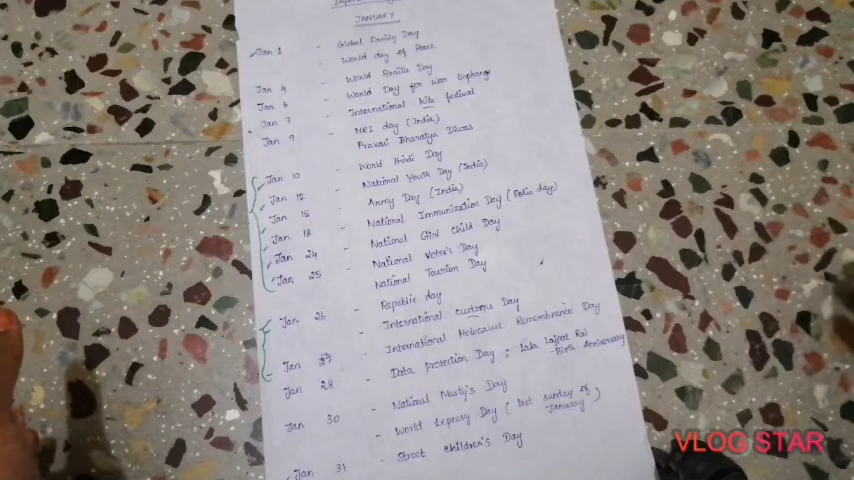 JANUARY
Jan 1 - Global Family Day
World day of Peace
Jan 4 - World Braille Day
Jan 6 - World Day for War Orphange
Jan 7 - International kite festival
Jan 9 - NRI day (India)
Pravasi Bharatiya Diwas
Jan 10 - World Hindi Day
Jan 12 - National Youth Day (India)
Jan 15 - Army Day (India)
Jan 18 - National Immunization Day (Polio day)
Jan 24 - National Girl Child Day
Jan 25 - National Voter's Day
National Tourism Day
Jan 26 - Republic day
- International customs Day
Jan 27 - International Holocaust Remembrance Day
Jan 28 - Data Protection Day ; Lala Lajpat Rai
- Birth Anniversary
Jan 30 - National Marty's Day
- World Leprosy Day ( last sunday of
January )
Jan 31 - Street children's Day
VLOG STAR